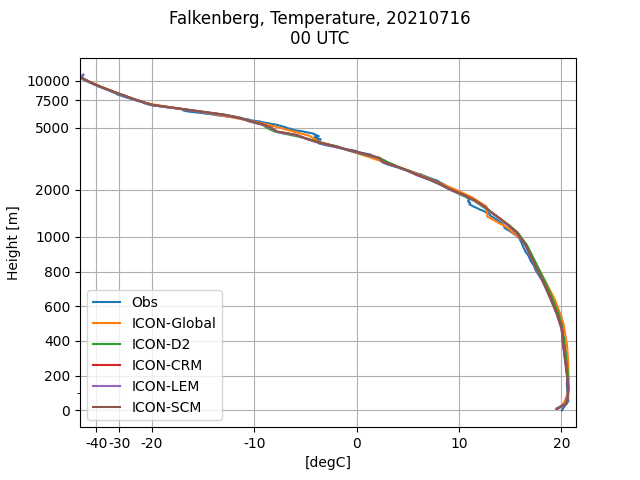 Falkenberg, Temperature, 20210716
00 UTC
10000
7500
5000
2000
1000
800
600
400
200
0
Height [m]
Obs
ICON-Global
ICON-D2
ICON-CRM
ICON-LEM
ICON-SCM
-40 -30 -20 -10 0 10 20
[degC]